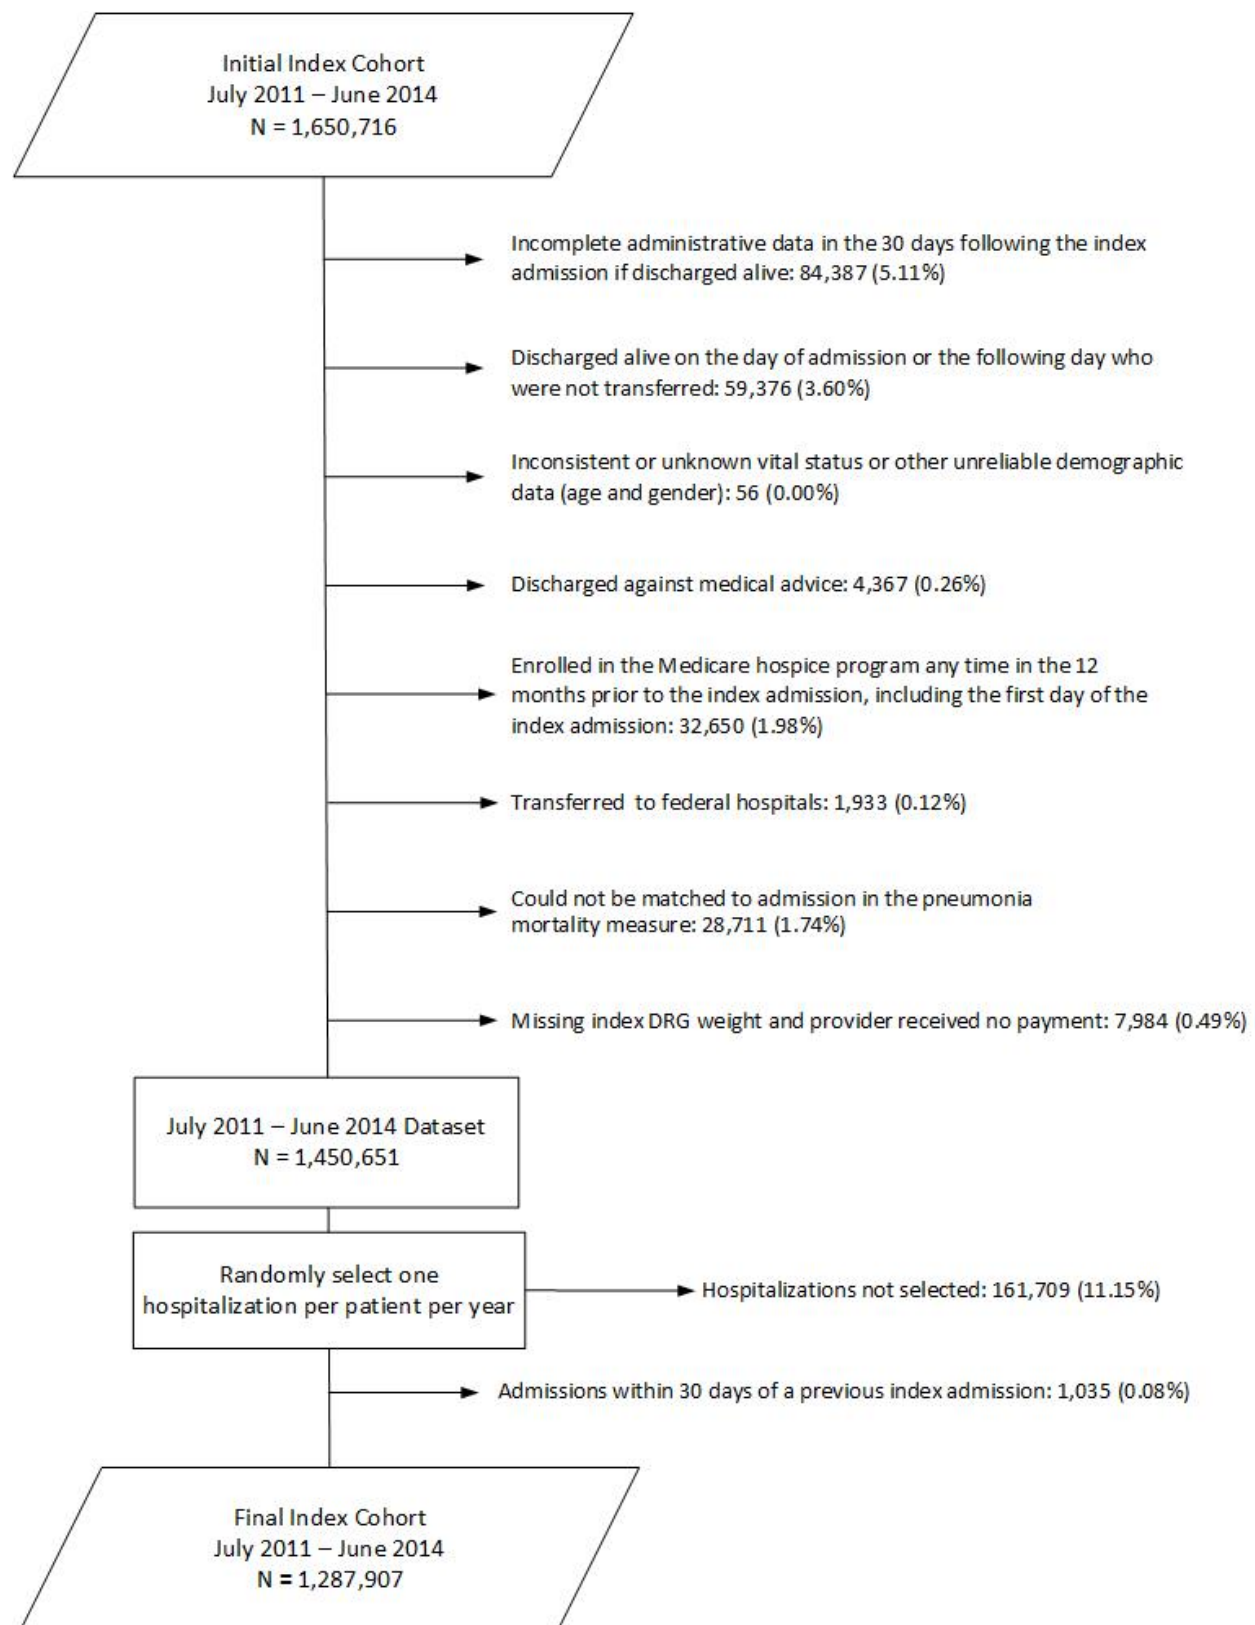 Initial Index Cohort
July 2011 – June 2014
N = 1,650,716
Incomplete administrative data in the 30 days following the index
admission if discharged alive: 84,387 (5.11%)
Discharged alive on the day of admission or the following day who
were not transferred: 59,376 (3.60%)
Inconsistent or unknown vital status or other unreliable demographic
data (age and gender): 56 (0.00%)
Discharged against medical advice: 4,367 (0.26%)
Enrolled in the Medicare hospice program any time in the 12
months prior to the index admission, including the first day of the
index admission: 32,650 (1.98%)
Transferred to federal hospitals: 1,933 (0.12%)
Could not be matched to admission in the pneumonia
mortality measure: 28,711 (1.74%)
Missing index DRG weight and provider received no payment: 7,984 (0.49%)
July 2011 – June 2014 Dataset
N = 1,450,651
Randomly select one
hospitalization per patient per year
Hospitalizations not selected: 161,709 (11.15%)
Admissions within 30 days of a previous index admission: 1,035 (0.08%)
Final Index Cohort
July 2011 – June 2014
N = 1,287,907